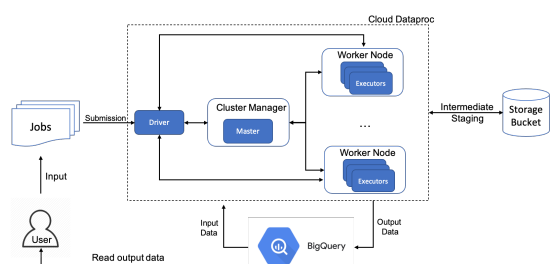 Cloud Dataproc
Worker Node
Executors
Cluster Manager
Jobs
Submission
Driver
Master
...
Intermediate
Staging
Storage
Bucket
Worker Node
Executors
Input
User
Input
Data
Output
Data
BigQuery
Read output data